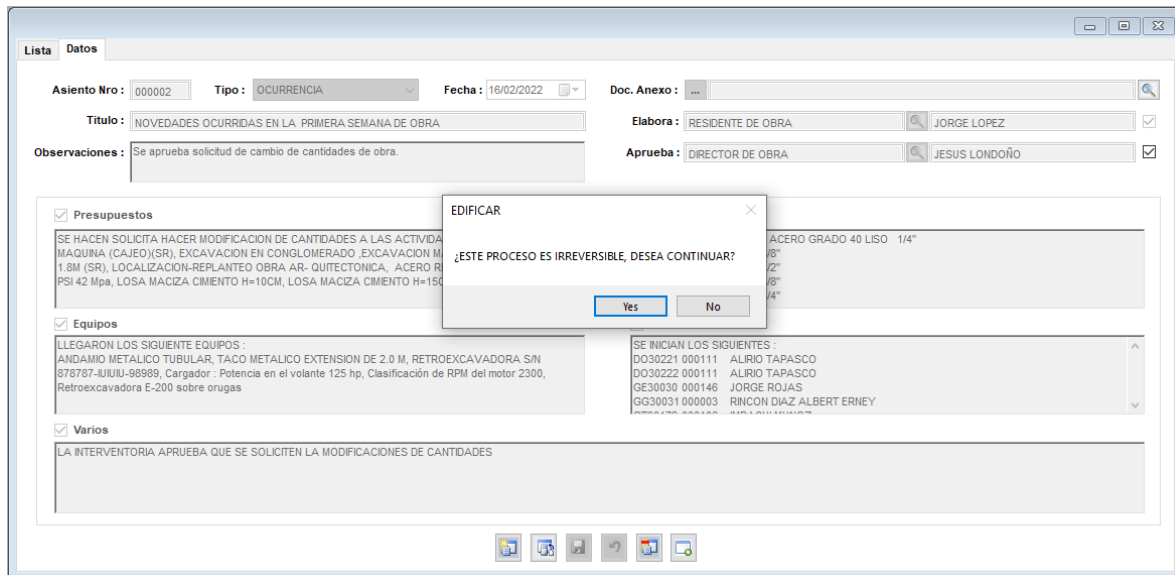 Lista Datos
Asiento Nro : 000002 Tipo : OCURRENCIA Fecha : 16/02/2022 Doc. Anexo : ...
Titulo : NOVEDADES OCURRIDAS EN LA PRIMERA SEMANA DE OBRA Elabora : RESIDENTE DE OBRA JORGE LOPEZ
Observaciones : Se aprueba solicitud de cambio de cantidades de obra. Aprueba : DIRECTOR DE OBRA JESUS LONDOÑO
Presupuestos
SE HACEN SOLICITA HACER MODIFICACION DE CANTIDADES A LAS
MAQUINA (CAJEO)(SR), EXCAVACION EN CONGLOMERADO ,EXCAVACION
1.8M (SR), LOCALIZACION-REPLANTEO OBRA AR- QUITECTONICA, ACERO
PSI 42 Mpa, LOSA MACIZA CIMIENTO H=10CM, LOSA MACIZA CIMIENTO
ACERO GRADO 40 LISO 1/4"
/8"
/2"
/8"
/4"
EDIFICAR
¿ESTE PROCESO ES IRREVERSIBLE, DESEA CONTINUAR?
Yes No
Equipos
LLEGARON LOS SIGUIENTE EQUIPOS :
ANDAMIO METALICO TUBULAR, TACO METALICO EXTENSION DE 2.0 M, RETROEXCAVADORA S/N
878787-IUIUIU-98989, Cargador : Potencia en el volante 125 hp, Clasificación de RPM del motor 2300,
Retroexcavadora E-200 sobre orugas
SE INICIAN LOS SIGUIENTES :
DO30221 000111 ALIRIO TAPASCO
DO30222 000111 ALIRIO TAPASCO
GE30030 000146 JORGE ROJAS
GG30031 000003 RINCON DIAZ ALBERT ERNEY
Varios
LA INTERVENTORIA APRUEBA QUE SE SOLICITEN LA MODIFICACIONES DE CANTIDADES